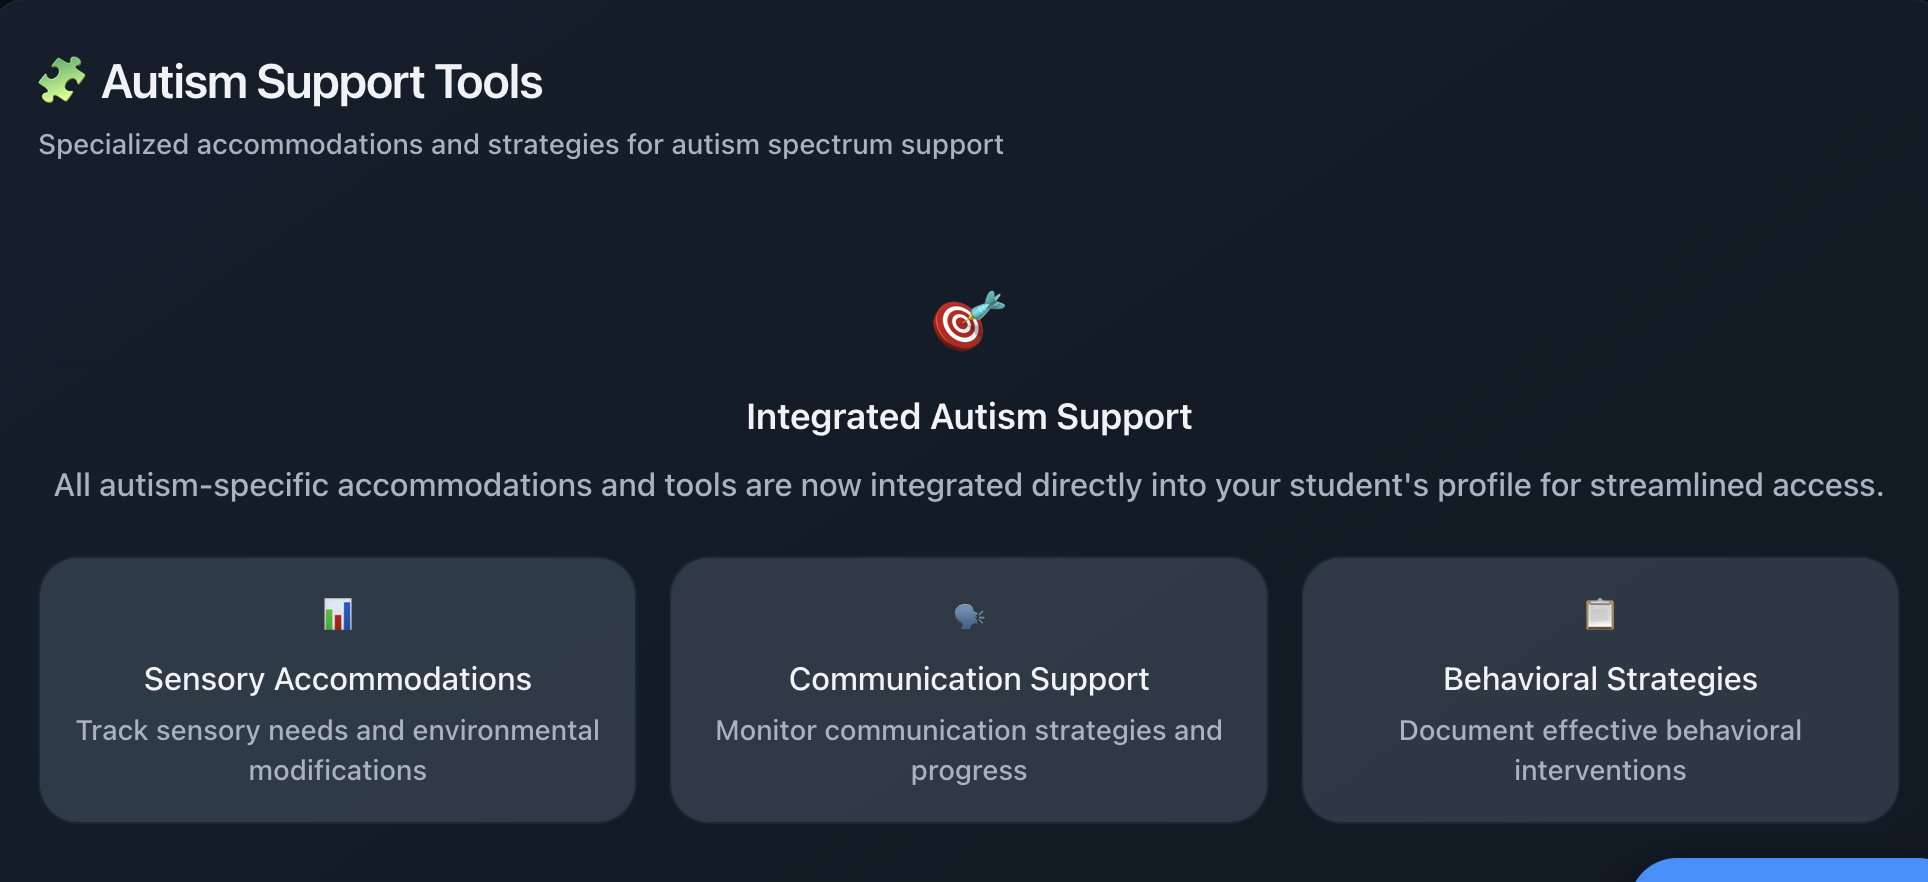 Autism Support Tools
Specialized accommodations and strategies for autism spectrum support
Integrated Autism Support
All autism-specific accommodations and tools are now integrated directly into your student's profile for streamlined access.
Sensory Accommodations
Track sensory needs and environmental
modifications
Communication Support
Monitor communication strategies and
progress
Behavioral Strategies
Document effective behavioral
interventions